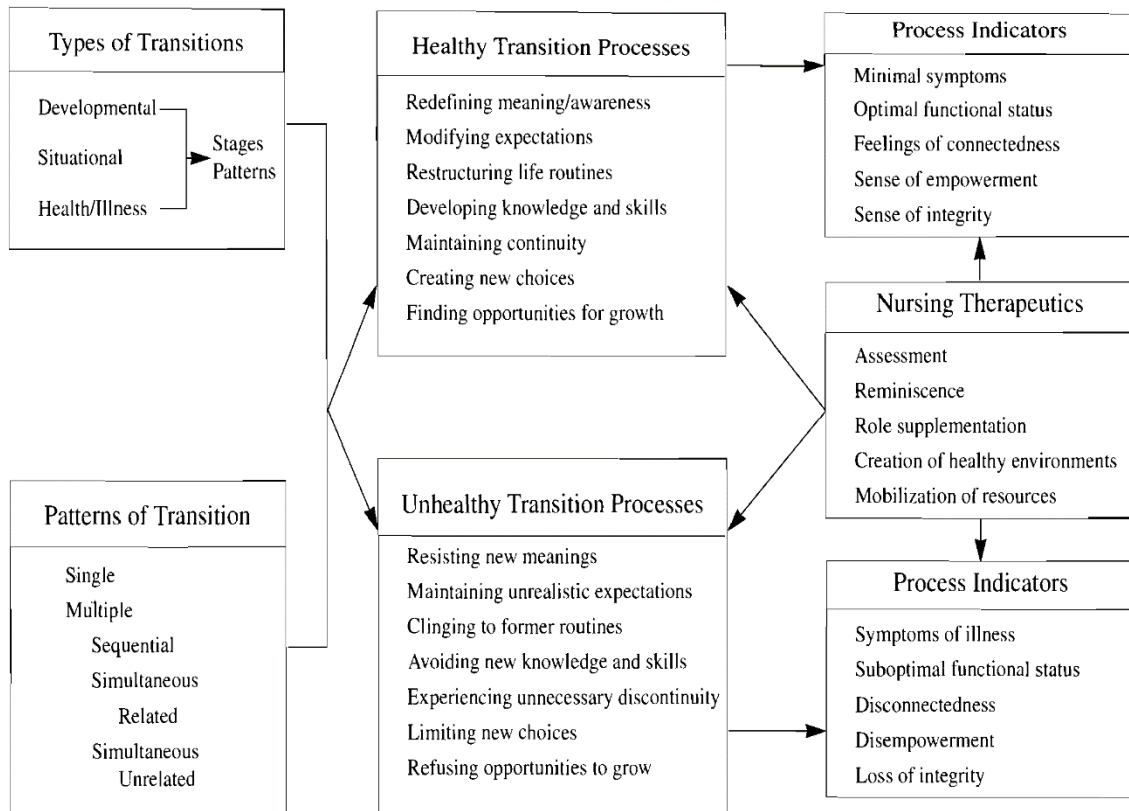 Types of Transitions
Developmental
Situational
Health/Illness
Stages
Patterns
Patterns of Transition
Single
Multiple
Sequential
Simultaneous
Related
Simultaneous
Unrelated
Healthy Transition Processes
Redefining meaning/awareness
Modifying expectations
Restructuring life routines
Developing knowledge and skills
Maintaining continuity
Creating new choices
Finding opportunities for growth
Unhealthy Transition Processes
Resisting new meanings
Maintaining unrealistic expectations
Clinging to former routines
Avoiding new knowledge and skills
Experiencing unnecessary discontinuity
Limiting new choices
Refusing opportunities to grow
Process Indicators
Minimal symptoms
Optimal functional status
Feelings of connectedness
Sense of empowerment
Sense of integrity
Nursing Therapeutics
Assessment
Reminiscence
Role supplementation
Creation of healthy environments
Mobilization of resources
Process Indicators
Symptoms of illness
Suboptimal functional status
Disconnectedness
Disempowerment
Loss of integrity